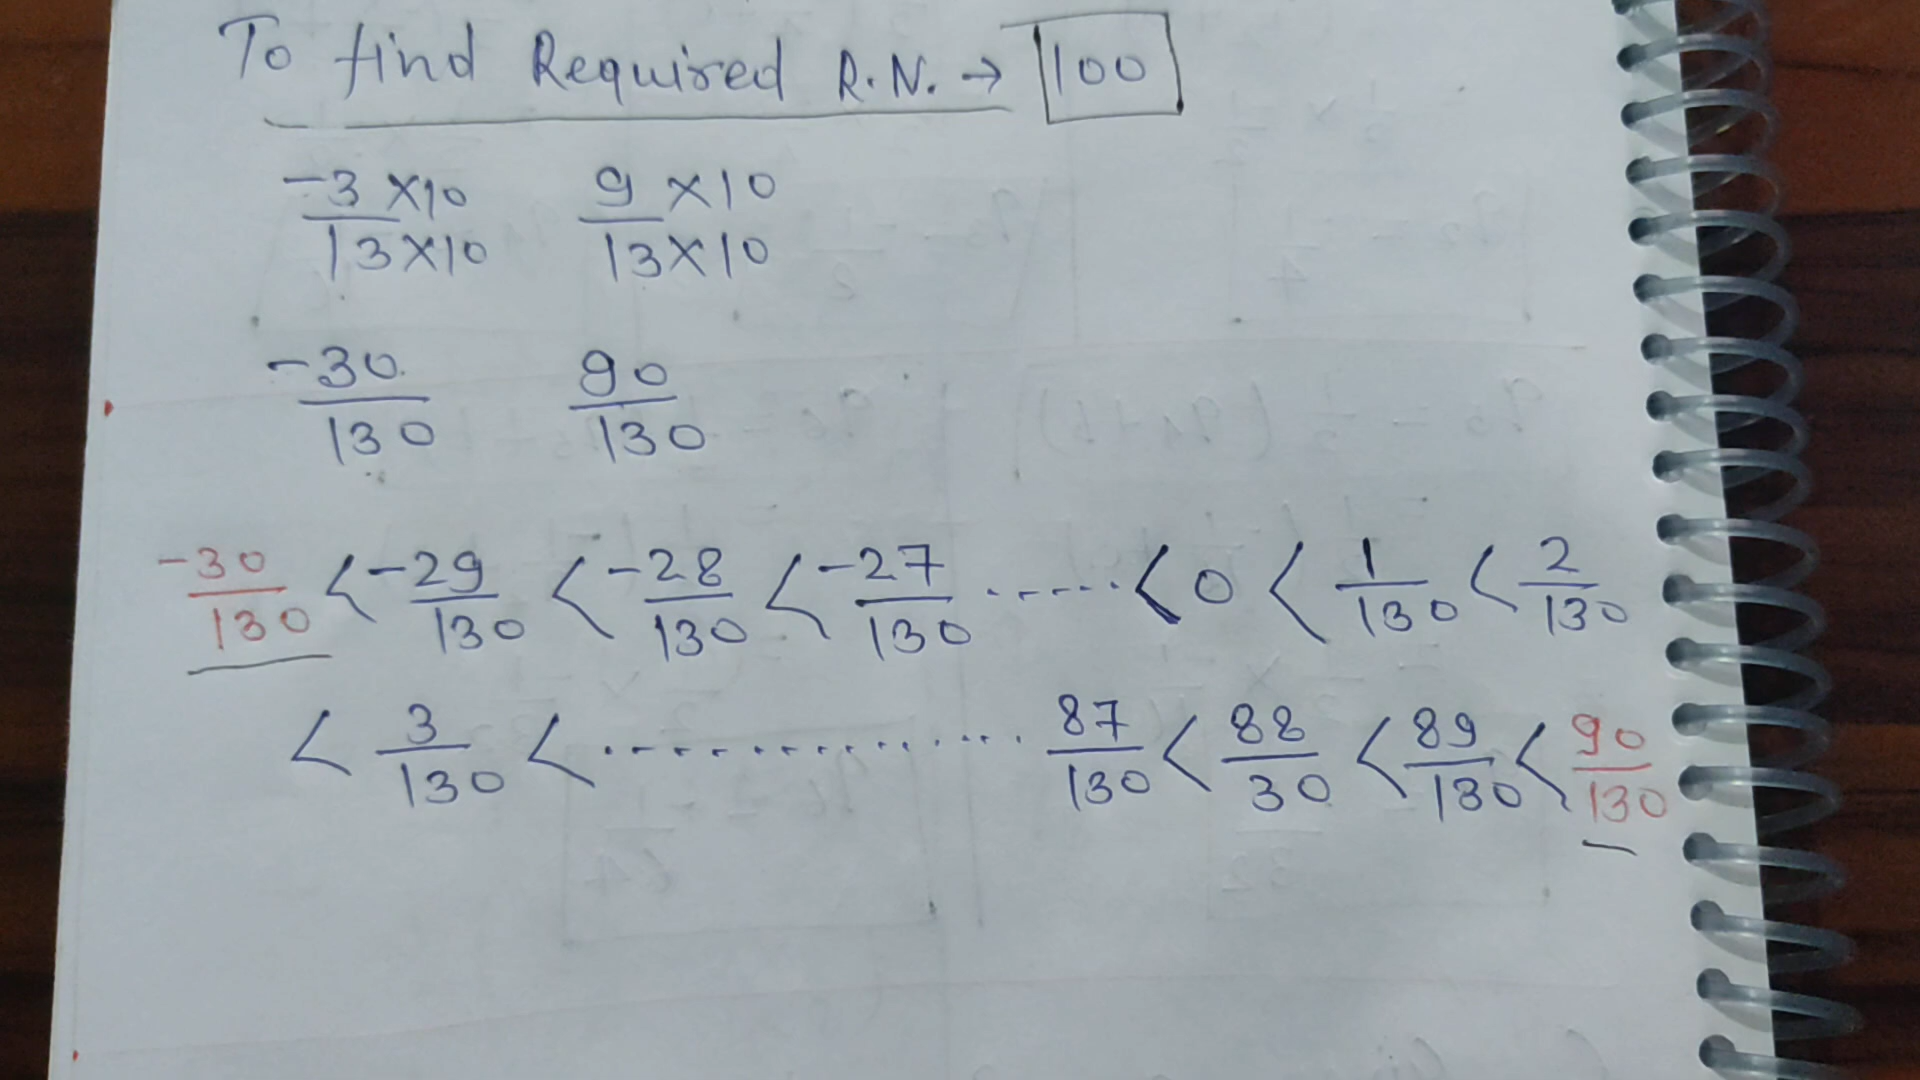 To find Required R.N. → 100
-3×10/13×10 9×10/13×10
-30/130 90/130
-30/130 < -29/130 < -28/130 < -27/130 ...... < 0 < 1/130 < 2/130
< 3/130 < ............... 87/130 < 88/30 < 89/130 < 90/130